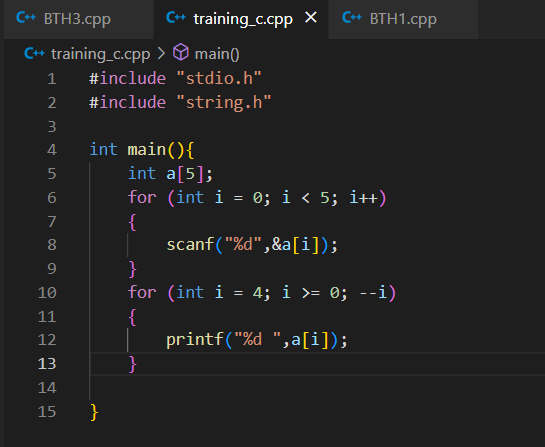 C++ BTH3.cpp C++ training_c.cpp X C++ BTH1.cpp
C++ training_c.cpp > main()
1 #include "stdio.h"
2 #include "string.h"
3
4 int main(){
5 int a[5];
6 for (int i = 0; i < 5; i++)
7 {
8 scanf("%d",&a[i]);
9 }
10 for (int i = 4; i >= 0; --i)
11 {
12 printf("%d ",a[i]);
13 }
14
15 }